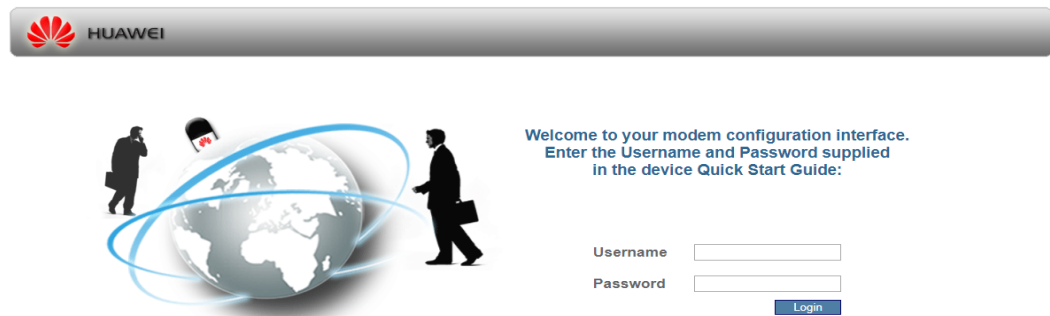 HUAWEI
Welcome to your modem configuration interface.
Enter the Username and Password supplied
in the device Quick Start Guide:
Username
Password
Login